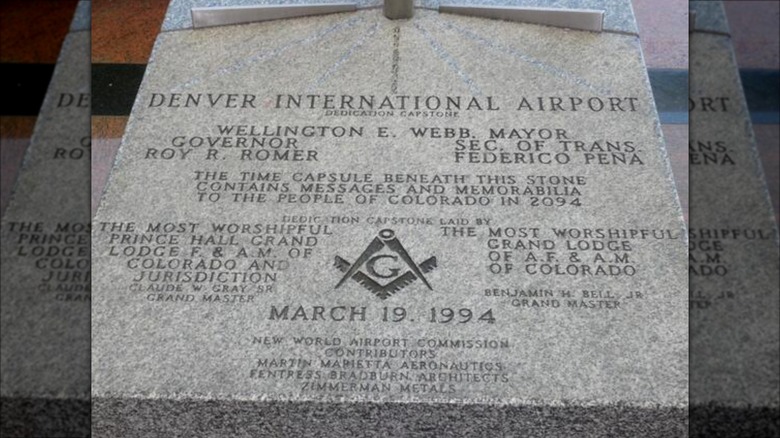 DENVER INTERNATIONAL AIRPORT
DEDICATION CAPSTONE
WELLINGTON E. WEBB, MAYOR
GOVERNOR
ROY R. ROMER
SEC. OF TRANS.
FEDERICO PENA
THE TIME CAPSULE BENEATH THIS STONE
CONTAINS MESSAGES AND MEMORABILIA
TO THE PEOPLE OF COLORADO IN 2094
DEDICATION CAPSTONE LAID BY
THE MOST WORSHIPFUL
PRINCE HALL GRAND
LODGE F. & A.M. OF
COLORADO AND
JURISDICTION
CLAUDE W. GRAY, SR.
GRAND MASTER
G
THE MOST WORSHIPFUL
GRAND LODGE
OF A.F. & A.M.
OF COLORADO
BENJAMIN H. BELL, JR.
GRAND MASTER
MARCH 19, 1994
NEW WORLD AIRPORT COMMISSION
CONTRIBUTORS
MARTIN MARIETTA AERONAUTICS
FENTRESS BRADBURN ARCHITECTS
ZIMMERMAN METALS